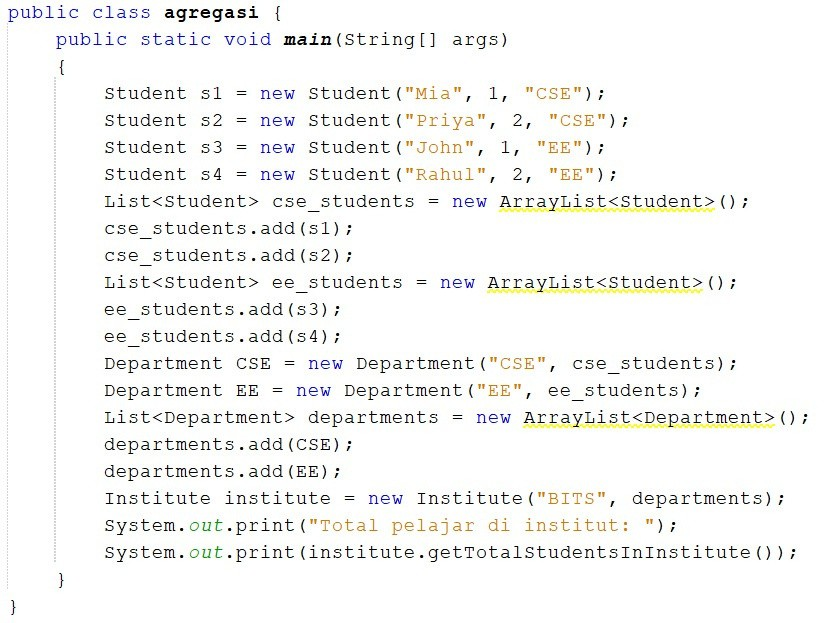 public class agregasi {
public static void main(String[] args)
{
Student s1 = new Student("Mia", 1, "CSE");
Student s2 = new Student("Priya", 2, "CSE");
Student s3 = new Student("John", 1, "EE");
Student s4 = new Student("Rahul", 2, "EE");
List<Student> cse_students = new ArrayList<Student>();
cse_students.add(s1);
cse_students.add(s2);
List<Student> ee_students = new ArrayList<Student>();
ee_students.add(s3);
ee_students.add(s4);
Department CSE = new Department("CSE", cse_students);
Department EE = new Department("EE", ee_students);
List<Department> departments = new ArrayList<Department>();
departments.add(CSE);
departments.add(EE);
Institute institute = new Institute("BITS", departments);
System.out.print("Total pelajar di institut: ");
System.out.print(institute.getTotalStudentsInInstitute());
}
}